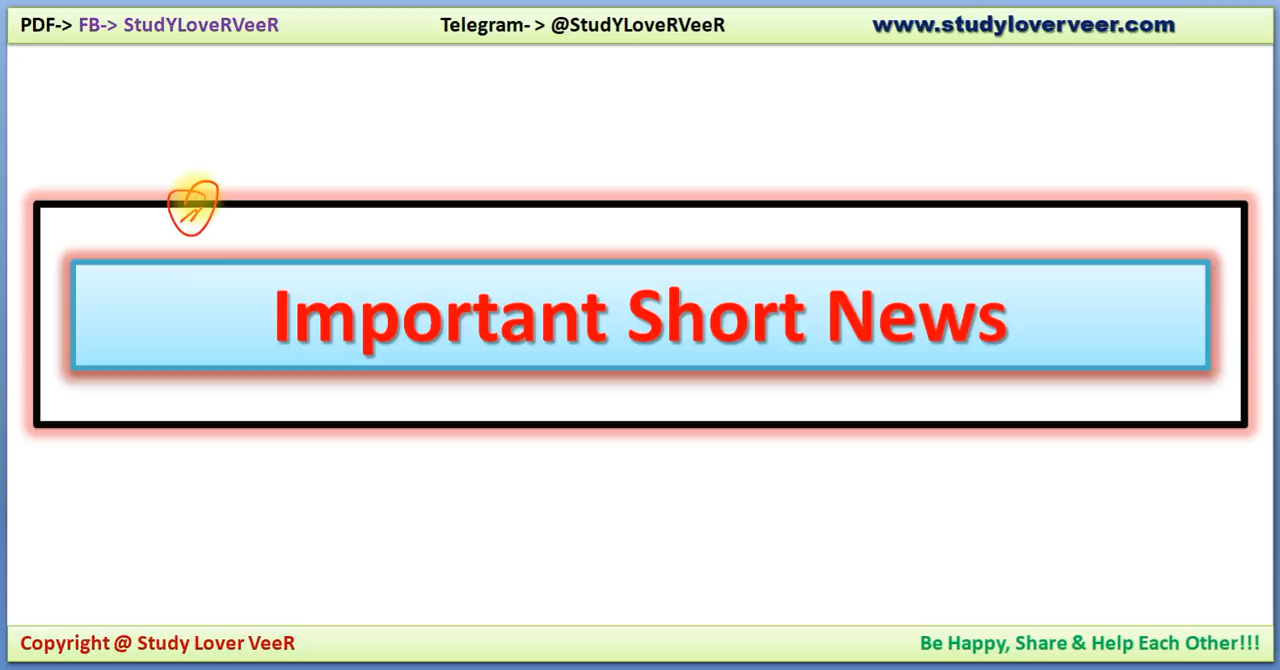 PDF-> FB-> StudYLoveRVeeR Telegram- > @StudYLoveRVeeR www.studyloverveer.com
Important Short News
Copyright @ Study Lover VeeR Be Happy, Share & Help Each Other!!!